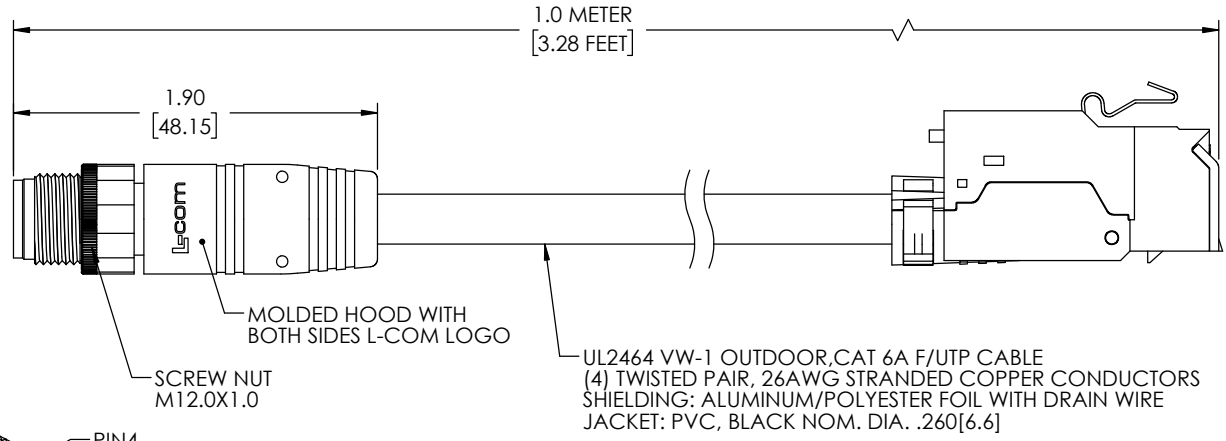 1.0 METER
[3.28 FEET]
1.90
[48.15]
L-com
MOLDED HOOD WITH
BOTH SIDES L-COM LOGO
SCREW NUT
M12.0X1.0
UL2464 VW-1 OUTDOOR,CAT 6A F/UTP CABLE
(4) TWISTED PAIR, 26AWG STRANDED COPPER CONDUCTORS
SHIELDING: ALUMINUM/POLYESTER FOIL WITH DRAIN WIRE
JACKET: PVC, BLACK NOM. DIA. .260[6.6]
PIN4